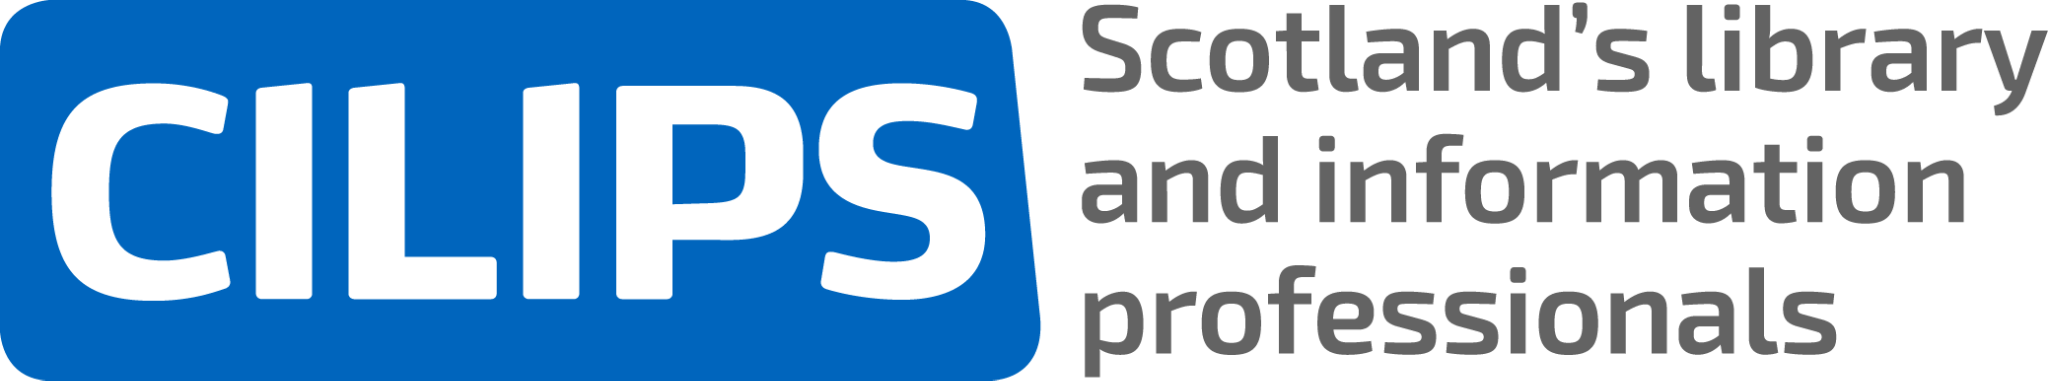 CILIPS
Scotland’s library
and information
professionals